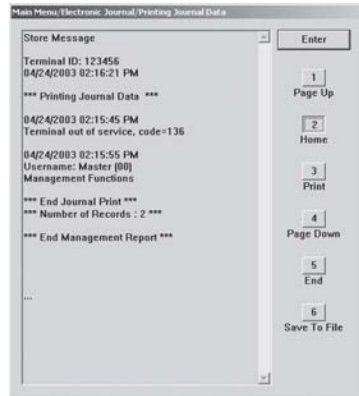 Main Menu/Electronic Journal/Printing Journal Data
Store Message
Terminal ID: 123456
04/24/2003 02:16:21 PM
*** Printing Journal Data ***
04/24/2003 02:15:45 PM
Terminal out of service, code=136
04/24/2003 02:15:55 PM
Username: Master [00]
Management Functions
*** End Journal Print ***
*** Number of Records : 2 ***
*** End Management Report ***
...
Enter
1
Page Up
2
Home
3
Print
4
Page Down
5
End
6
Save To File